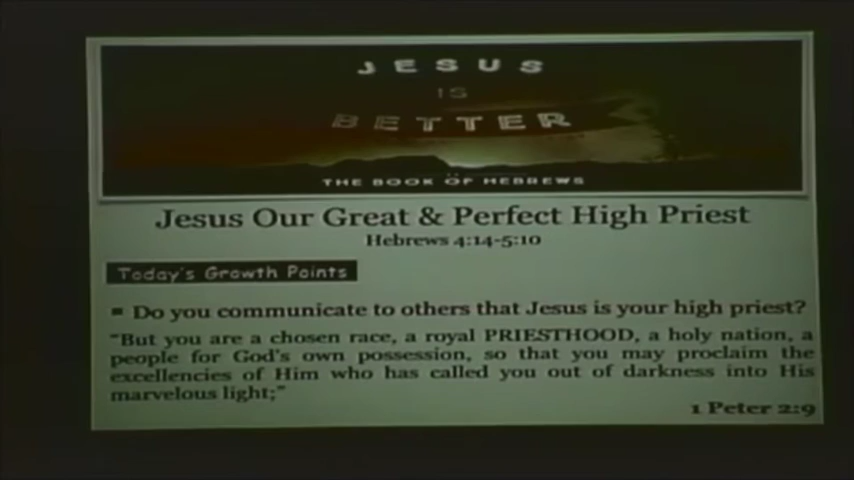 JESUS
IS
BETTER
THE BOOK OF HEBREWS
Jesus Our Great & Perfect High Priest
Hebrews 4:14-5:10
Today's Growth Points
▪ Do you communicate to others that Jesus is your high priest?
"But you are a chosen race, a royal PRIESTHOOD, a holy nation, a
people for God's own possession, so that you may proclaim the
excellencies of Him who has called you out of darkness into His
marvelous light;"
1 Peter 2:9